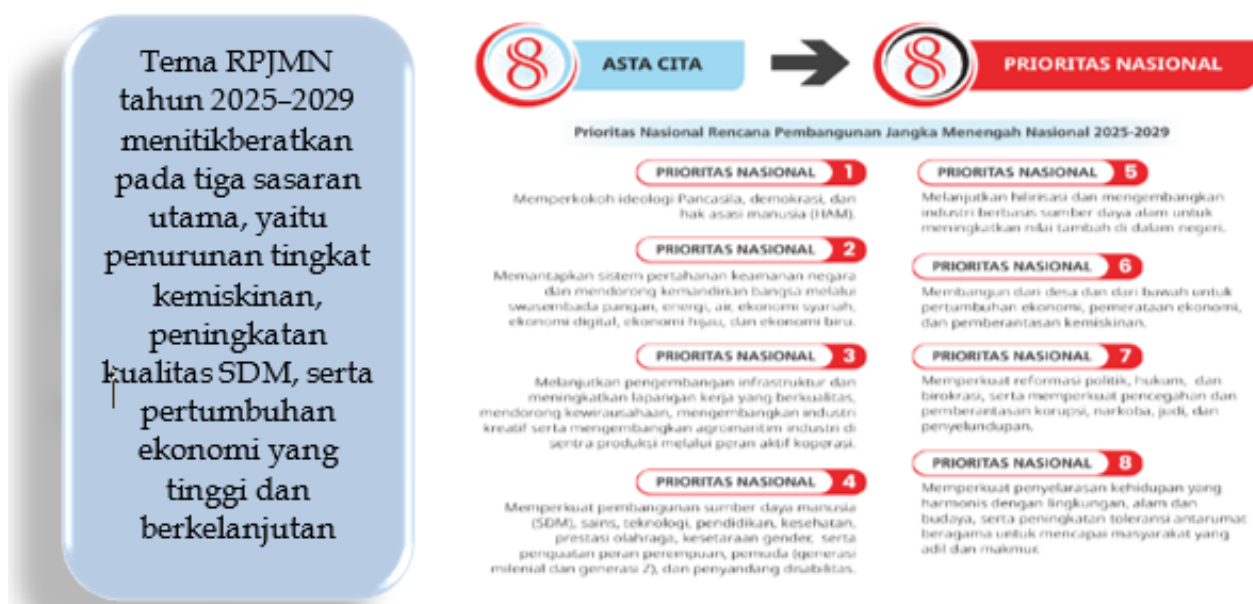 Tema RPJMN
tahun 2025–2029
menitikberatkan
pada tiga sasaran
utama, yaitu
penurunan tingkat
kemiskinan,
peningkatan
kualitas SDM, serta
pertumbuhan
ekonomi yang
tinggi dan
berkelanjutan
8 ASTA CITA
8 PRIORITAS NASIONAL
Prioritas Nasional Rencana Pembangunan Jangka Menengah Nasional 2025-2029
PRIORITAS NASIONAL 1
Memperkokoh ideologi Pancasila, demokrasi, dan
hak asasi manusia (HAM).
PRIORITAS NASIONAL 2
Memantapkan sistem pertahanan keamanan negara
dan mendorong kemandirian bangsa melalui
swasembada pangan, energi, air, ekonomi syariah,
ekonomi digital, ekonomi hijau, dan ekonomi biru.
PRIORITAS NASIONAL 3
Melanjutkan pengembangan infrastruktur dan
meningkatkan lapangan kerja yang berkualitas,
mendorong kewirausahaan, mengembangkan industri
kreatif serta mengembangkan agromaritim industri di
sentra produksi melalui peran aktif koperasi.
PRIORITAS NASIONAL 4
Memperkuat pembangunan sumber daya manusia
(SDM), sains, teknologi, pendidikan, kesehatan,
prestasi olahraga, kesetaraan gender, serta
penguatan peran perempuan, pemuda (generasi
milenial dan generasi Z), dan penyandang disabilitas.
PRIORITAS NASIONAL 5
Melanjutkan hilirisasi dan mengembangkan
industri berbasis sumber daya alam untuk
meningkatkan nilai tambah di dalam negeri.
PRIORITAS NASIONAL 6
Membangun dari desa dan dari bawah untuk
pertumbuhan ekonomi, pemerataan ekonomi,
dan pemberantasan kemiskinan.
PRIORITAS NASIONAL 7
Memperkuat reformasi politik, hukum, dan
birokrasi, serta memperkuat pencegahan dan
pemberantasan korupsi, narkoba, judi, dan
penyelundupan.
PRIORITAS NASIONAL 8
Memperkuat penyelarasan kehidupan yang
harmonis dengan lingkungan, alam dan
budaya, serta peningkatan toleransi antarumat
beragama untuk mencapai masyarakat yang
adil dan makmur.